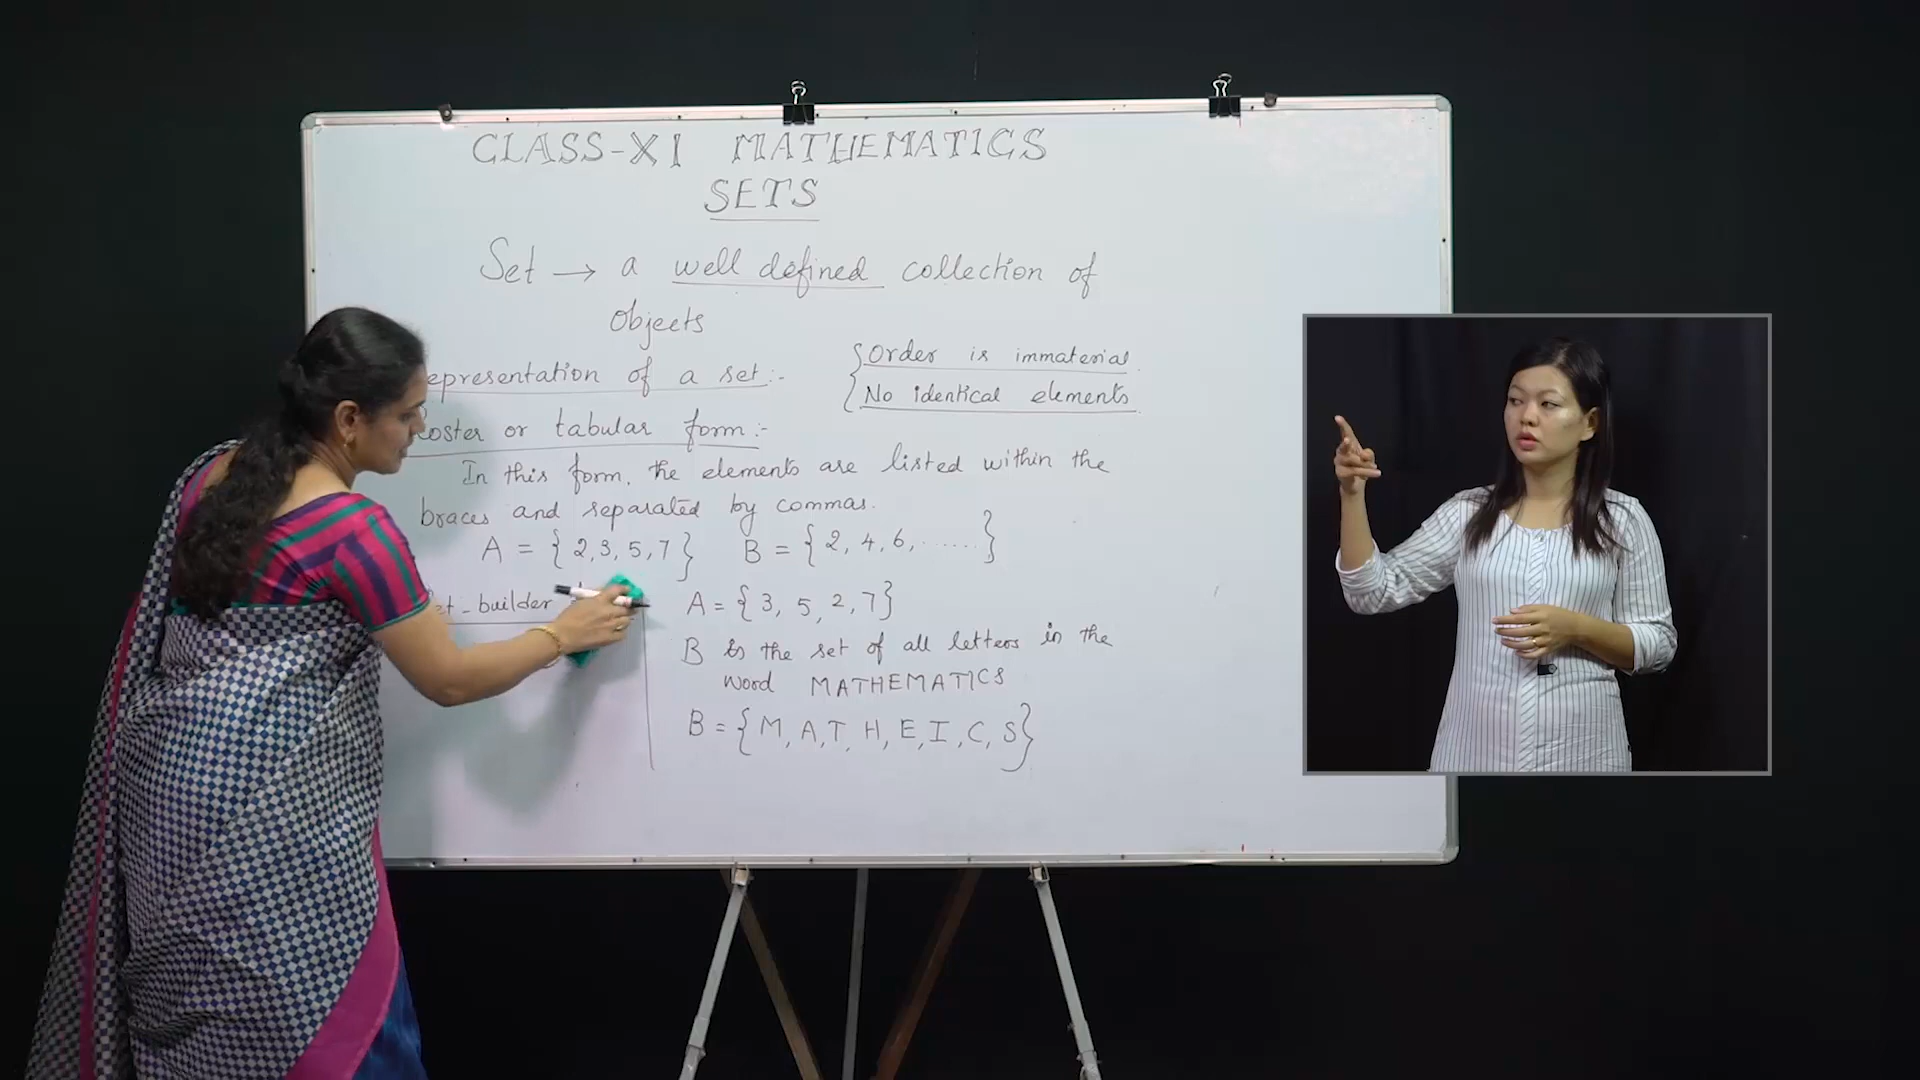 CLASS-XI MATHEMATICS
SETS
Set → a well defined collection of
objects
epresentation of a set:-
{Order is immaterial.
No identical elements
oster or tabular form:-
In this form, the elements are listed within the
braces and separated by commas.
A = {2,3,5,7} B = {2, 4, 6, ......}
et-builder
A = {3, 5, 2, 7}
B is the set of all letters in the
word MATHEMATICS
B = {M, A, T, H, E, I, C, S}